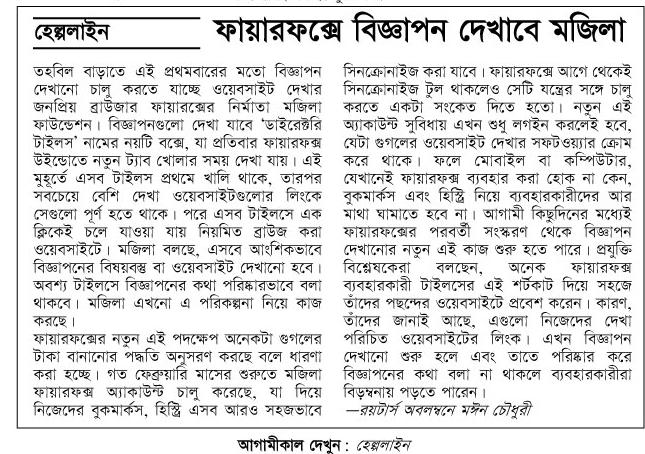 হেল্পলাইন
ফায়ারফক্সে বিজ্ঞাপন দেখাবে মজিলা
তহবিল বাড়াতে এই প্রথমবারের মতো বিজ্ঞাপন
দেখানো চালু করতে যাচ্ছে ওয়েবসাইট দেখার
জনপ্রিয় ব্রাউজার ফায়ারক্সের নির্মাতা মজিলা
ফাউন্ডেশন। বিজ্ঞাপনগুলো দেখা যাবে 'ডাইরেক্টরি
টাইলস' নামের নয়টি বক্সে, যা প্রতিবার ফায়ারফক্স
উইন্ডোতে নতুন ট্যাব খোলার সময় দেখা যায়। এই
মুহূর্তে এসব টাইলস প্রথমে খালি থাকে, তারপর
সবচেয়ে বেশি দেখা ওয়েবসাইটগুলোর লিংকে
সেগুলো পূর্ণ হতে থাকে। পরে এসব টাইলসে এক
ক্লিকেই চলে যাওয়া যায় নিয়মিত ব্রাউজ করা
ওয়েবসাইটে। মজিলা বলছে, এসবে আংশিকভাবে
বিজ্ঞাপনের বিষয়বস্তু বা ওয়েবসাইট দেখানো হবে।
অবশ্য টাইলসে বিজ্ঞাপনের কথা পরিষ্কারভাবে বলা
থাকবে। মজিলা এখনো এ পরিকল্পনা নিয়ে কাজ
করছে।
ফায়ারফক্সের নতুন এই পদক্ষেপ অনেকটা গুগলের
টাকা বানানোর পদ্ধতি অনুসরণ করছে বলে ধারণা
করা হচ্ছে। গত ফেব্রুয়ারি মাসের শুরুতে মজিলা
ফায়ারফক্স অ্যাকাউন্ট চালু করেছে, যা দিয়ে
নিজেদের বুকমার্কস, হিস্ট্রি এসব আরও সহজভাবে
সিনক্রোনাইজ করা যাবে। ফায়ারফক্সে আগে থেকেই
সিনক্রোনাইজ টুল থাকলেও সেটি যন্ত্রের সঙ্গে চালু
করতে একটা সংকেত দিতে হতো। নতুন এই
অ্যাকাউন্ট সুবিধায় এখন শুধু লগইন করলেই হবে,
যেটা গুগলের ওয়েবসাইট দেখার সফটওয়্যার ক্রোম
করে থাকে। ফলে মোবাইল বা কম্পিউটার,
যেখানেই ফায়ারফক্স ব্যবহার করা হোক না কেন,
বুকমার্কস এবং হিস্ট্রি নিয়ে ব্যবহারকারীদের আর
মাথা ঘামাতে হবে না। আগামী কিছুদিনের মধ্যেই
ফায়ারফক্সের পরবর্তী সংস্করণ থেকে বিজ্ঞাপন
দেখানোর নতুন এই কাজ শুরু হতে পারে। প্রযুক্তি
বিশ্লেষকেরা বলছেন, অনেক ফায়ারফক্স
ব্যবহারকারী টাইলসের এই শর্টকাট দিয়ে সহজে
তাঁদের পছন্দের ওয়েবসাইটে প্রবেশ করেন। কারণ,
তাঁদের জানাই আছে, এগুলো নিজেদের দেখা
পরিচিত ওয়েবসাইটের লিংক। এখন বিজ্ঞাপন
দেখানো শুরু হলে এবং তাতে পরিষ্কার করে
বিজ্ঞাপনের কথা বলা না থাকলে ব্যবহারকারীরা
বিড়ম্বনায় পড়তে পারেন।
—রয়টার্স অবলম্বনে মঈন চৌধুরী
আগামীকাল দেখুন : হেল্পলাইন